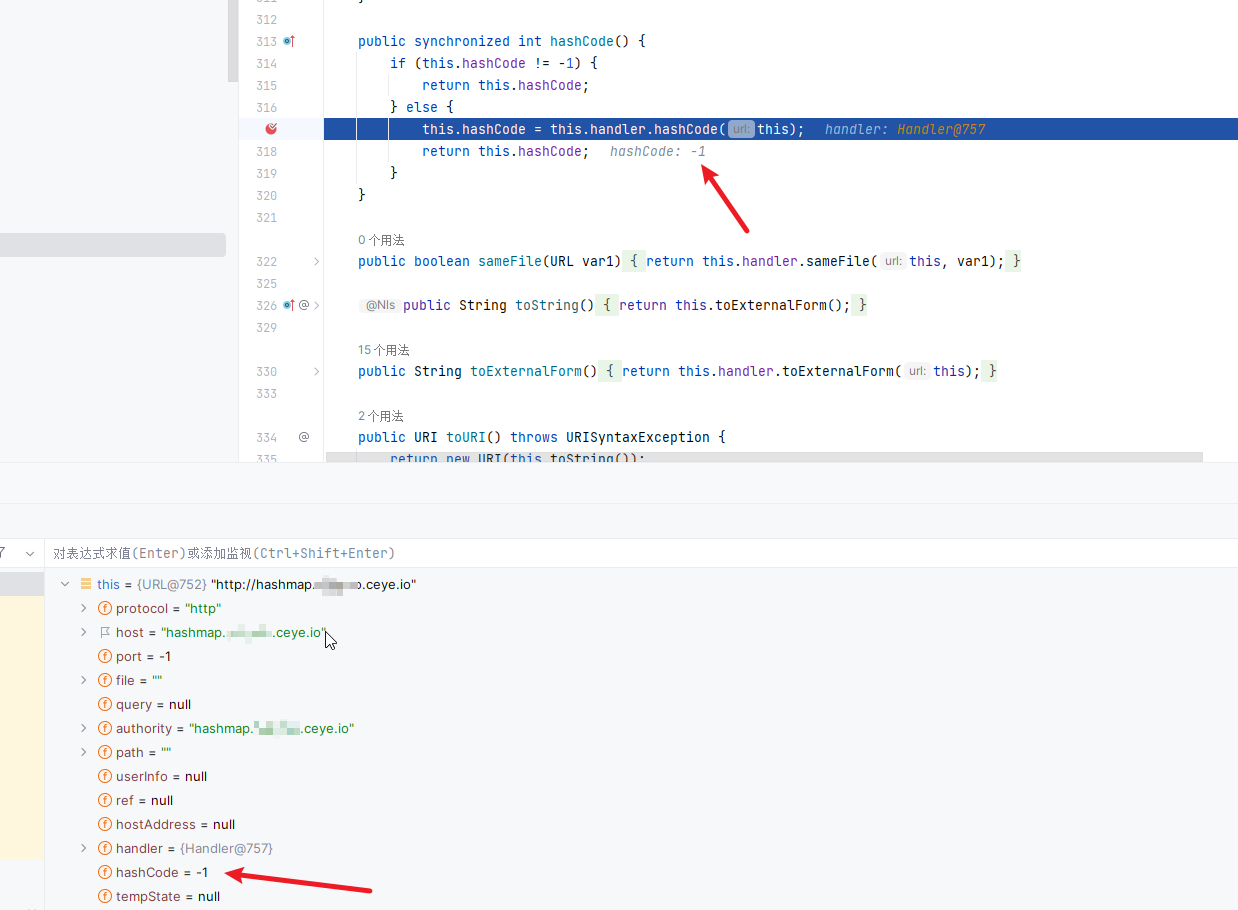 312
313 public synchronized int hashCode() {
314 if (this.hashCode != -1) {
315 return this.hashCode;
316 } else {
this.hashCode = this.handler.hashCode( url: this); handler: Handler@757
318 return this.hashCode; hashCode: -1
319 }
320 }
321
0 个用法
322 public boolean sameFile(URL var1) { return this.handler.sameFile( url: this, var1); }
325
326 @ @Nls public String toString() { return this.toExternalForm(); }
329
15 个用法
330 public String toExternalForm() { return this.handler.toExternalForm( url: this); }
333
2 个用法
334 @ public URI toURI() throws URISyntaxException {
335 return new URI(this.toString());
对表达式求值(Enter)或添加监视(Ctrl+Shift+Enter)
this = {URL@752} "http://hashmap. .ceye.io"
f protocol = "http"
host = "hashmap. .ceye.io"
f port = -1
f file = ""
f query = null
f authority = "hashmap. .ceye.io"
f path = ""
f userInfo = null
f ref = null
f hostAddress = null
f handler = {Handler@757}
f hashCode = -1
f tempState = null